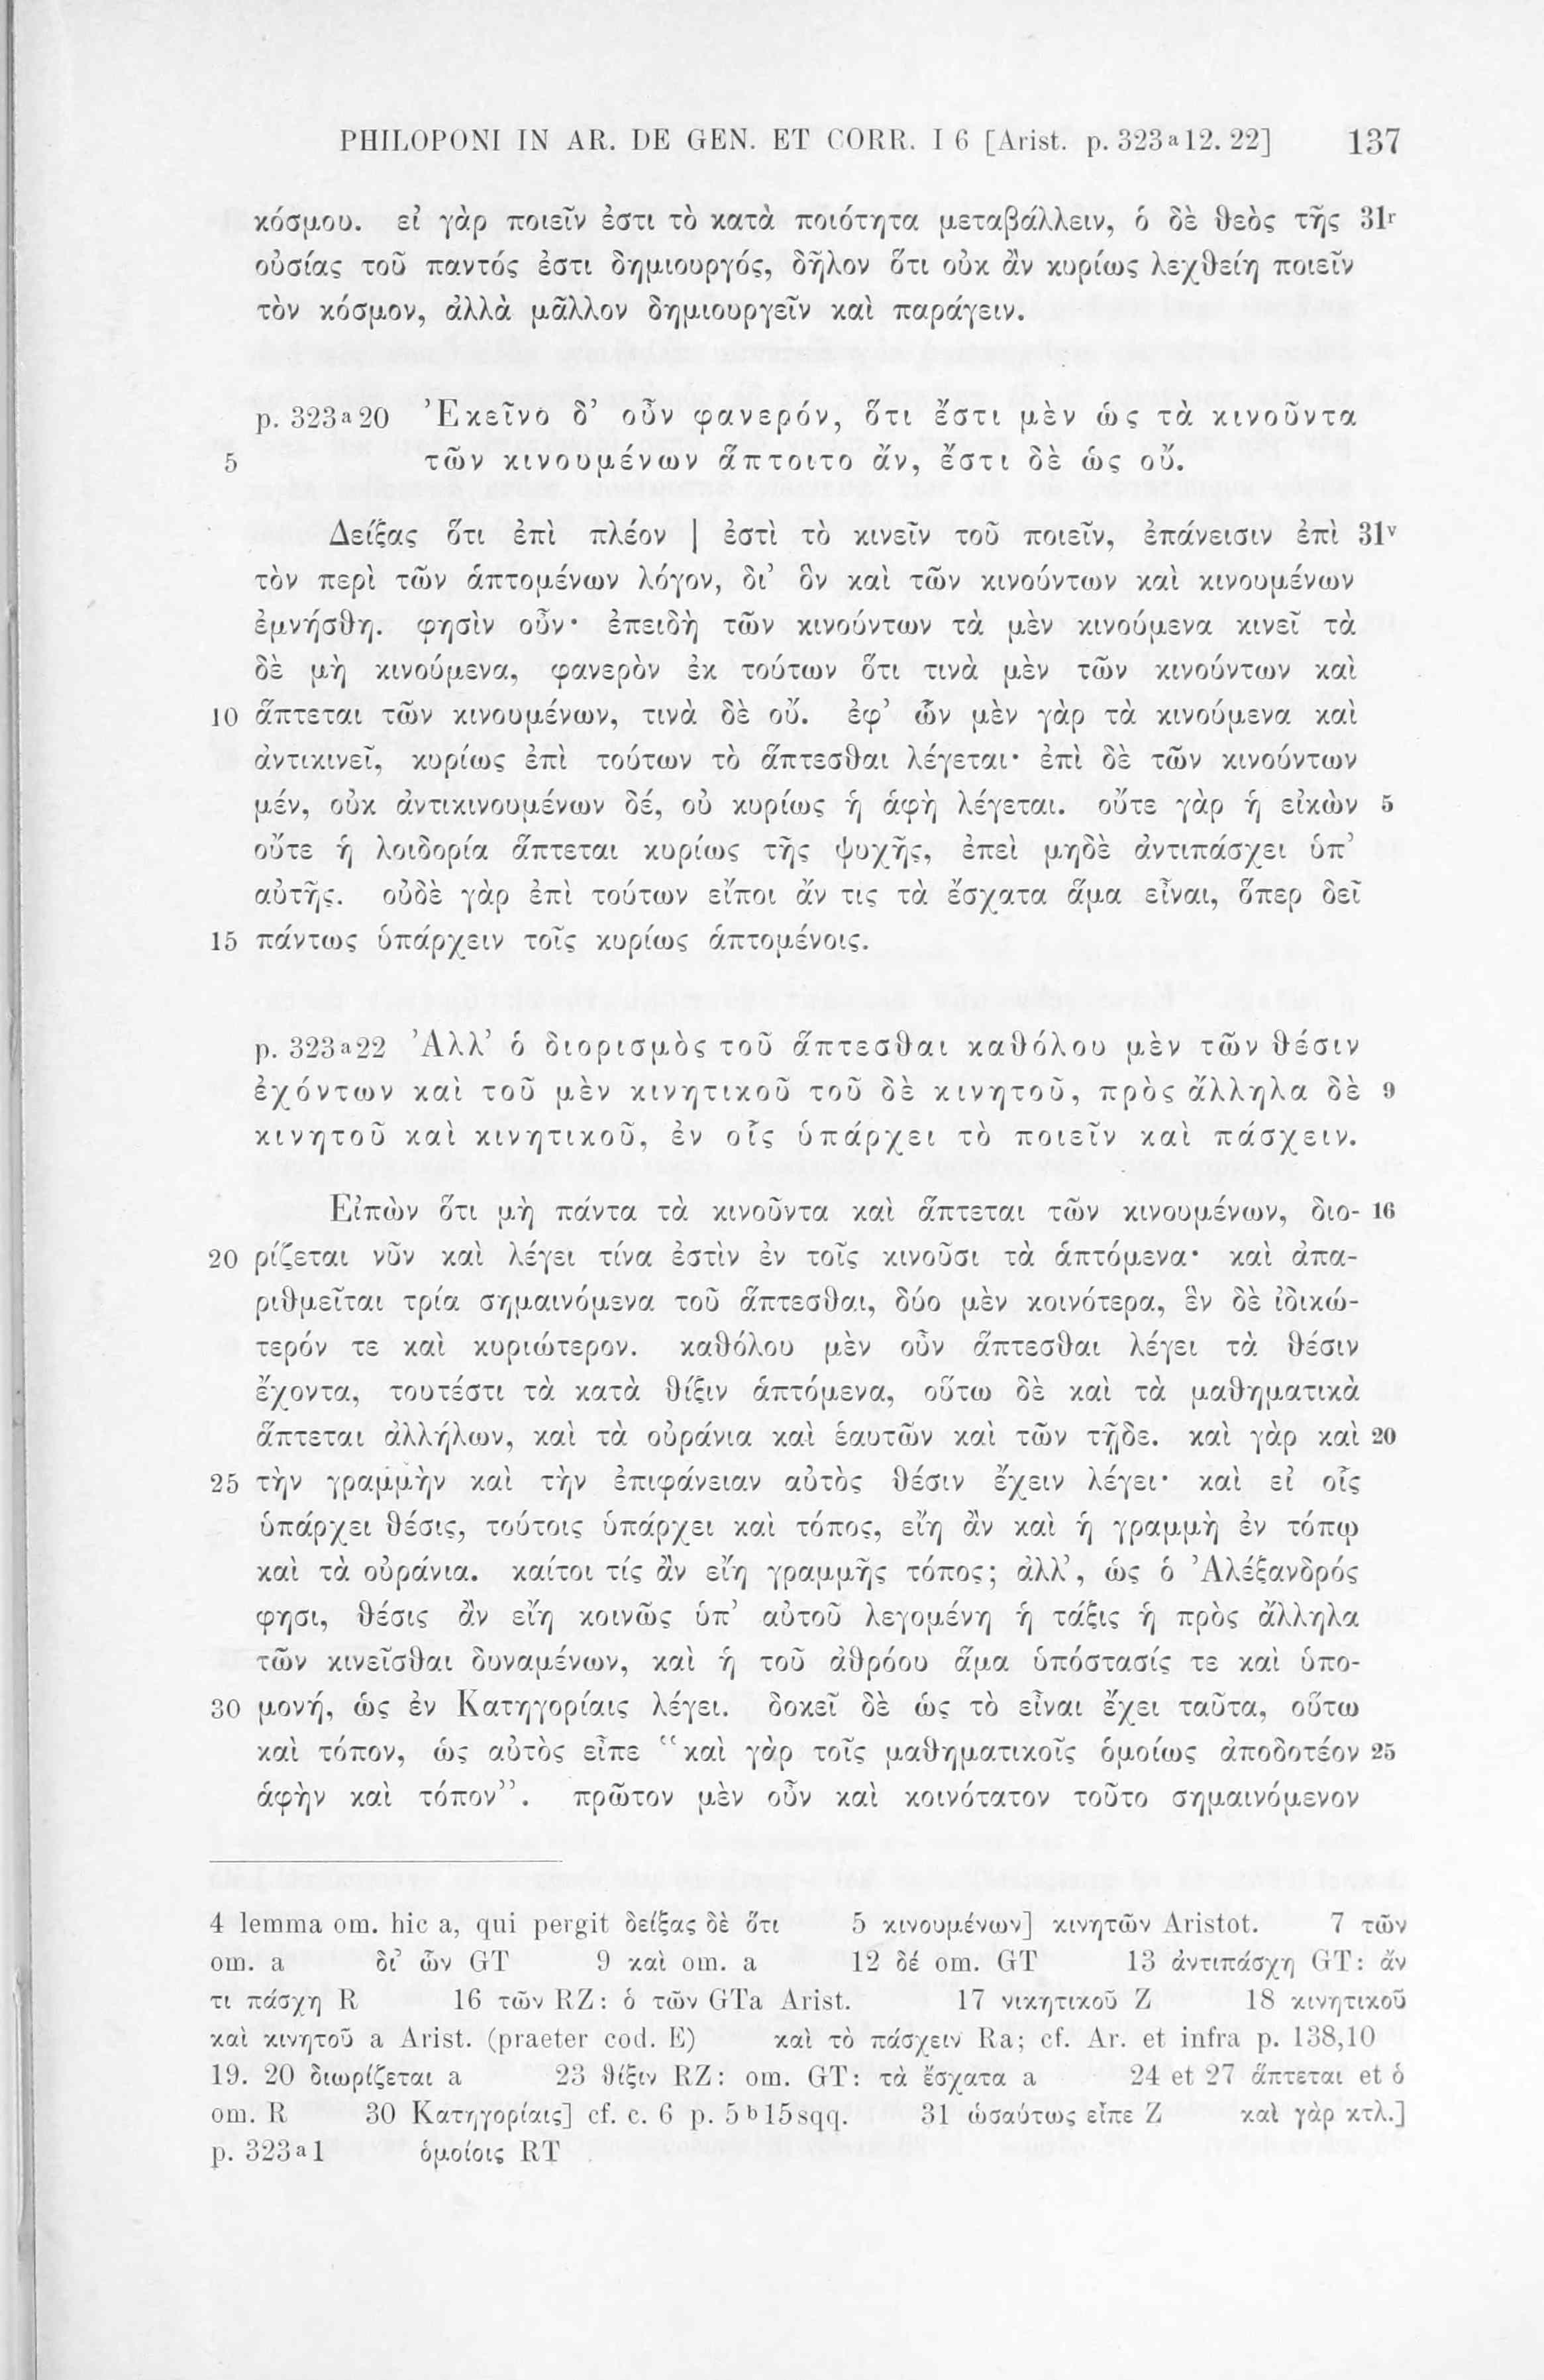 PHILOPONI IN AR. DE GEN. ET CORR. I 6 [Arist. p. 323ᵃ12. 22] 137
κόσμου. εἰ γὰρ ποιεῖν ἐστι τὸ κατὰ ποιότητα μεταβάλλειν, ὁ δὲ θεὸς τῆς 31ʳ
οὐσίας τοῦ παντός ἐστι δημιουργός, δῆλον ὅτι οὐκ ἂν κυρίως λεχθείη ποιεῖν
τὸν κόσμον, ἀλλὰ μᾶλλον δημιουργεῖν καὶ παράγειν.
p. 323ᵃ20 Ἐκεῖνο δ’ οὖν φανερόν, ὅτι ἔστι μὲν ὡς τὰ κινοῦντα
5 τῶν κινουμένων ἅπτοιτο ἄν, ἔστι δὲ ὡς οὔ.
Δείξας ὅτι ἐπὶ πλέον | ἐστὶ τὸ κινεῖν τοῦ ποιεῖν, ἐπάνεισιν ἐπὶ 31ᵛ
τὸν περὶ τῶν ἁπτομένων λόγον, δι’ ὃν καὶ τῶν κινούντων καὶ κινουμένων
ἐμνήσθη. φησὶν οὖν· ἐπειδὴ τῶν κινούντων τὰ μὲν κινούμενα κινεῖ τὰ
δὲ μὴ κινούμενα, φανερὸν ἐκ τούτων ὅτι τινὰ μὲν τῶν κινούντων καὶ
10 ἅπτεται τῶν κινουμένων, τινὰ δὲ οὔ. ἐφ’ ὧν μὲν γὰρ τὰ κινούμενα καὶ
ἀντικινεῖ, κυρίως ἐπὶ τούτων τὸ ἅπτεσθαι λέγεται· ἐπὶ δὲ τῶν κινούντων
μέν, οὐκ ἀντικινουμένων δέ, οὐ κυρίως ἡ ἁφὴ λέγεται. οὔτε γὰρ ἡ εἰκὼν 5
οὔτε ἡ λοιδορία ἅπτεται κυρίως τῆς ψυχῆς, ἐπεὶ μηδὲ ἀντιπάσχει ὑπ’
αὐτῆς. οὐδὲ γὰρ ἐπὶ τούτων εἴποι ἄν τις τὰ ἔσχατα ἅμα εἶναι, ὅπερ δεῖ
15 πάντως ὑπάρχειν τοῖς κυρίως ἁπτομένοις.
p. 323ᵃ22 Ἀλλ’ ὁ διορισμὸς τοῦ ἅπτεσθαι καθόλου μὲν τῶν θέσιν
ἐχόντων καὶ τοῦ μὲν κινητικοῦ τοῦ δὲ κινητοῦ, πρὸς ἄλληλα δὲ 9
κινητοῦ καὶ κινητικοῦ, ἐν οἷς ὑπάρχει τὸ ποιεῖν καὶ πάσχειν.
Εἰπὼν ὅτι μὴ πάντα τὰ κινοῦντα καὶ ἅπτεται τῶν κινουμένων, διο- 16
20 ρίζεται νῦν καὶ λέγει τίνα ἐστὶν ἐν τοῖς κινοῦσι τὰ ἁπτόμενα· καὶ ἀπα-
ριθμεῖται τρία σημαινόμενα τοῦ ἅπτεσθαι, δύο μὲν κοινότερα, ἓν δὲ ἰδικώ-
τερόν τε καὶ κυριώτερον. καθόλου μὲν οὖν ἅπτεσθαι λέγει τὰ θέσιν
ἔχοντα, τουτέστι τὰ κατὰ θίξιν ἁπτόμενα, οὕτω δὲ καὶ τὰ μαθηματικὰ
ἅπτεται ἀλλήλων, καὶ τὰ οὐράνια καὶ ἑαυτῶν καὶ τῶν τῇδε. καὶ γὰρ καὶ 20
25 τὴν γραμμὴν καὶ τὴν ἐπιφάνειαν αὐτὸς θέσιν ἔχειν λέγει· καὶ εἰ οἷς
ὑπάρχει θέσις, τούτοις ὑπάρχει καὶ τόπος, εἴη ἂν καὶ ἡ γραμμὴ ἐν τόπῳ
καὶ τὰ οὐράνια. καίτοι τίς ἂν εἴη γραμμῆς τόπος; ἀλλ’, ὡς ὁ Ἀλέξανδρός
φησι, θέσις ἂν εἴη κοινῶς ὑπ’ αὐτοῦ λεγομένη ἡ τάξις ἡ πρὸς ἄλληλα
τῶν κινεῖσθαι δυναμένων, καὶ ἡ τοῦ ἀθρόου ἅμα ὑπόστασίς τε καὶ ὑπο-
30 μονή, ὡς ἐν Κατηγορίαις λέγει. δοκεῖ δὲ ὡς τὸ εἶναι ἔχει ταῦτα, οὕτω
καὶ τόπον, ὡς αὐτὸς εἶπε “καὶ γὰρ τοῖς μαθηματικοῖς ὁμοίως ἀποδοτέον 25
ἁφὴν καὶ τόπον”. πρῶτον μὲν οὖν καὶ κοινότατον τοῦτο σημαινόμενον
4 lemma om. hic a, qui pergit δείξας δὲ ὅτι 5 κινουμένων] κινητῶν Aristot. 7 τῶν
om. a δι’ ὧν GT 9 καὶ om. a 12 δέ om. GT 13 ἀντιπάσχῃ GT: ἄν
τι πάσχῃ R 16 τῶν RZ: ὁ τῶν GTa Arist. 17 νικητικοῦ Z 18 κινητικοῦ
καὶ κινητοῦ a Arist. (praeter cod. E) καὶ τὸ πάσχειν Ra; cf. Ar. et infra p. 138,10
19. 20 διωρίζεται a 23 θίξιν RZ: om. GT: τὰ ἔσχατα a 24 et 27 ἅπτεται et ὁ
om. R 30 Κατηγορίαις] cf. c. 6 p. 5ᵇ15sqq. 31 ὡσαύτως εἶπε Z καὶ γὰρ κτλ.]
p. 323ᵃ1 ὁμοίοις RT